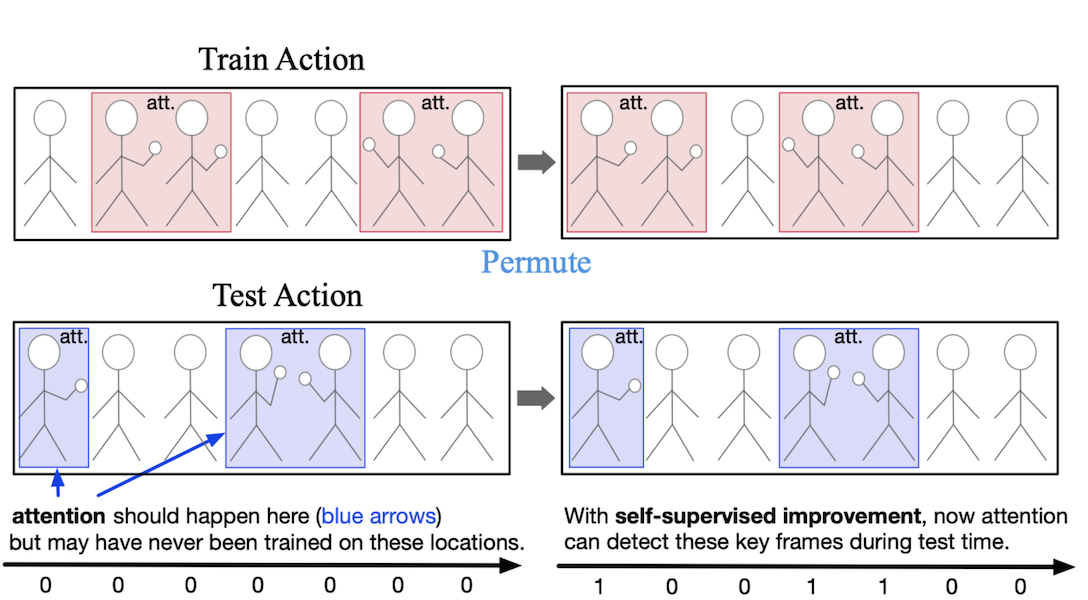 Train Action
att.
att.
att.
att.
Permute
Test Action
att.
att.
att.
att.
attention should happen here (blue arrows)
but may have never been trained on these locations.
With self-supervised improvement, now attention
can detect these key frames during test time.
0 0 0 0 0 0 0
1 0 0 1 1 0 0